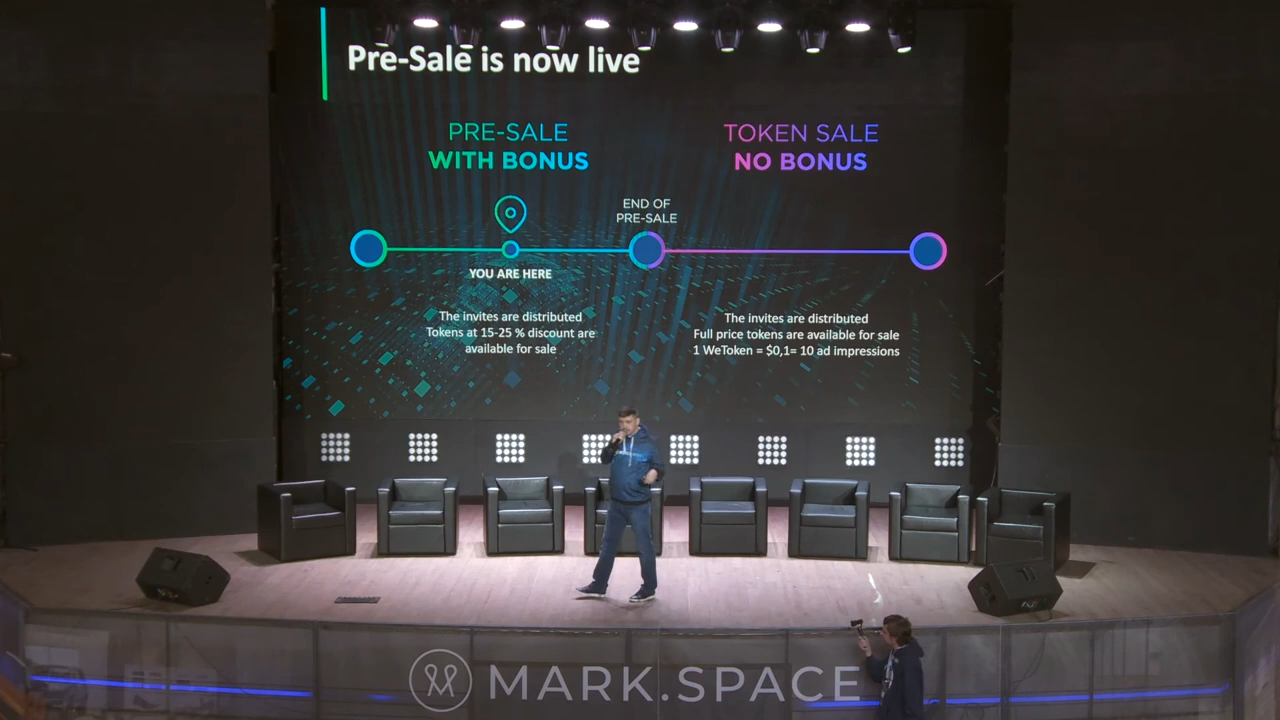 Pre-Sale is now live
PRE-SALE
WITH BONUS
TOKEN SALE
NO BONUS
END OF
PRE-SALE
YOU ARE HERE
The invites are distributed
Tokens at 15-25 % discount are
available for sale
The invites are distributed
Full price tokens are available for sale
1 WeToken = $0,1= 10 ad impressions
MARK.SPACE